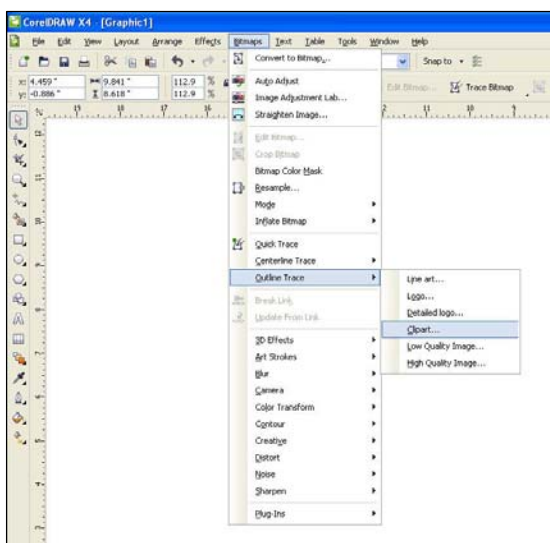 CorelDRAW X4 - [Graphic1]
File Edit View Layout Arrange Effects Bitmaps Text Table Tools Window Help
Snap to
x: 4.459 " 9.841 " 112.9 %
y: -0.886 " 8.618 " 112.9 %
Edit Bitmap... Trace Bitmap
Convert to Bitmap...
Auto Adjust
Image Adjustment Lab...
Straighten Image...
Edit Bitmap...
Crop Bitmap
Bitmap Color Mask
Resample...
Mode
Inflate Bitmap
Quick Trace
Centerline Trace
Outline Trace
Line art...
Logo...
Detailed logo...
Clipart...
Low Quality Image...
High Quality Image...
Break Link
Update From Link
3D Effects
Art Strokes
Blur
Camera
Color Transform
Contour
Creative
Distort
Noise
Sharpen
Plug-Ins